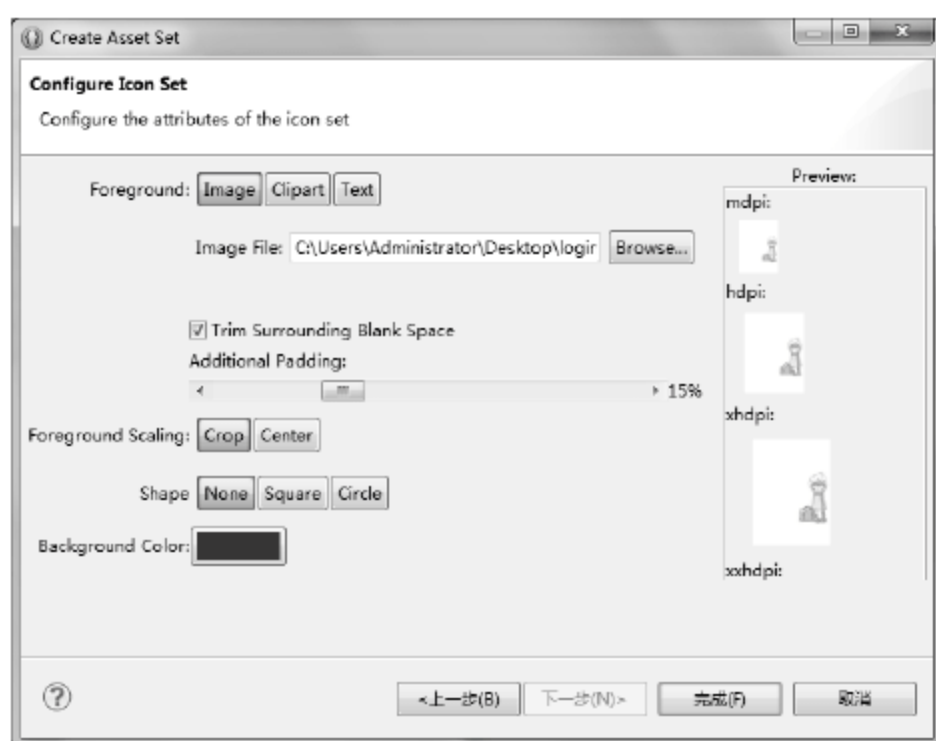 Create Asset Set
Configure Icon Set
Configure the attributes of the icon set
Foreground: Image Clipart Text
Image File: C:\Users\Administrator\Desktop\logir Browse...
Trim Surrounding Blank Space
Additional Padding:
15%
Foreground Scaling: Crop Center
Shape None Square Circle
Background Color:
Preview:
mdpi:
hdpi:
xhdpi:
xxhdpi:
<上一步(B) 下一步(N)> 完成(F) 取消